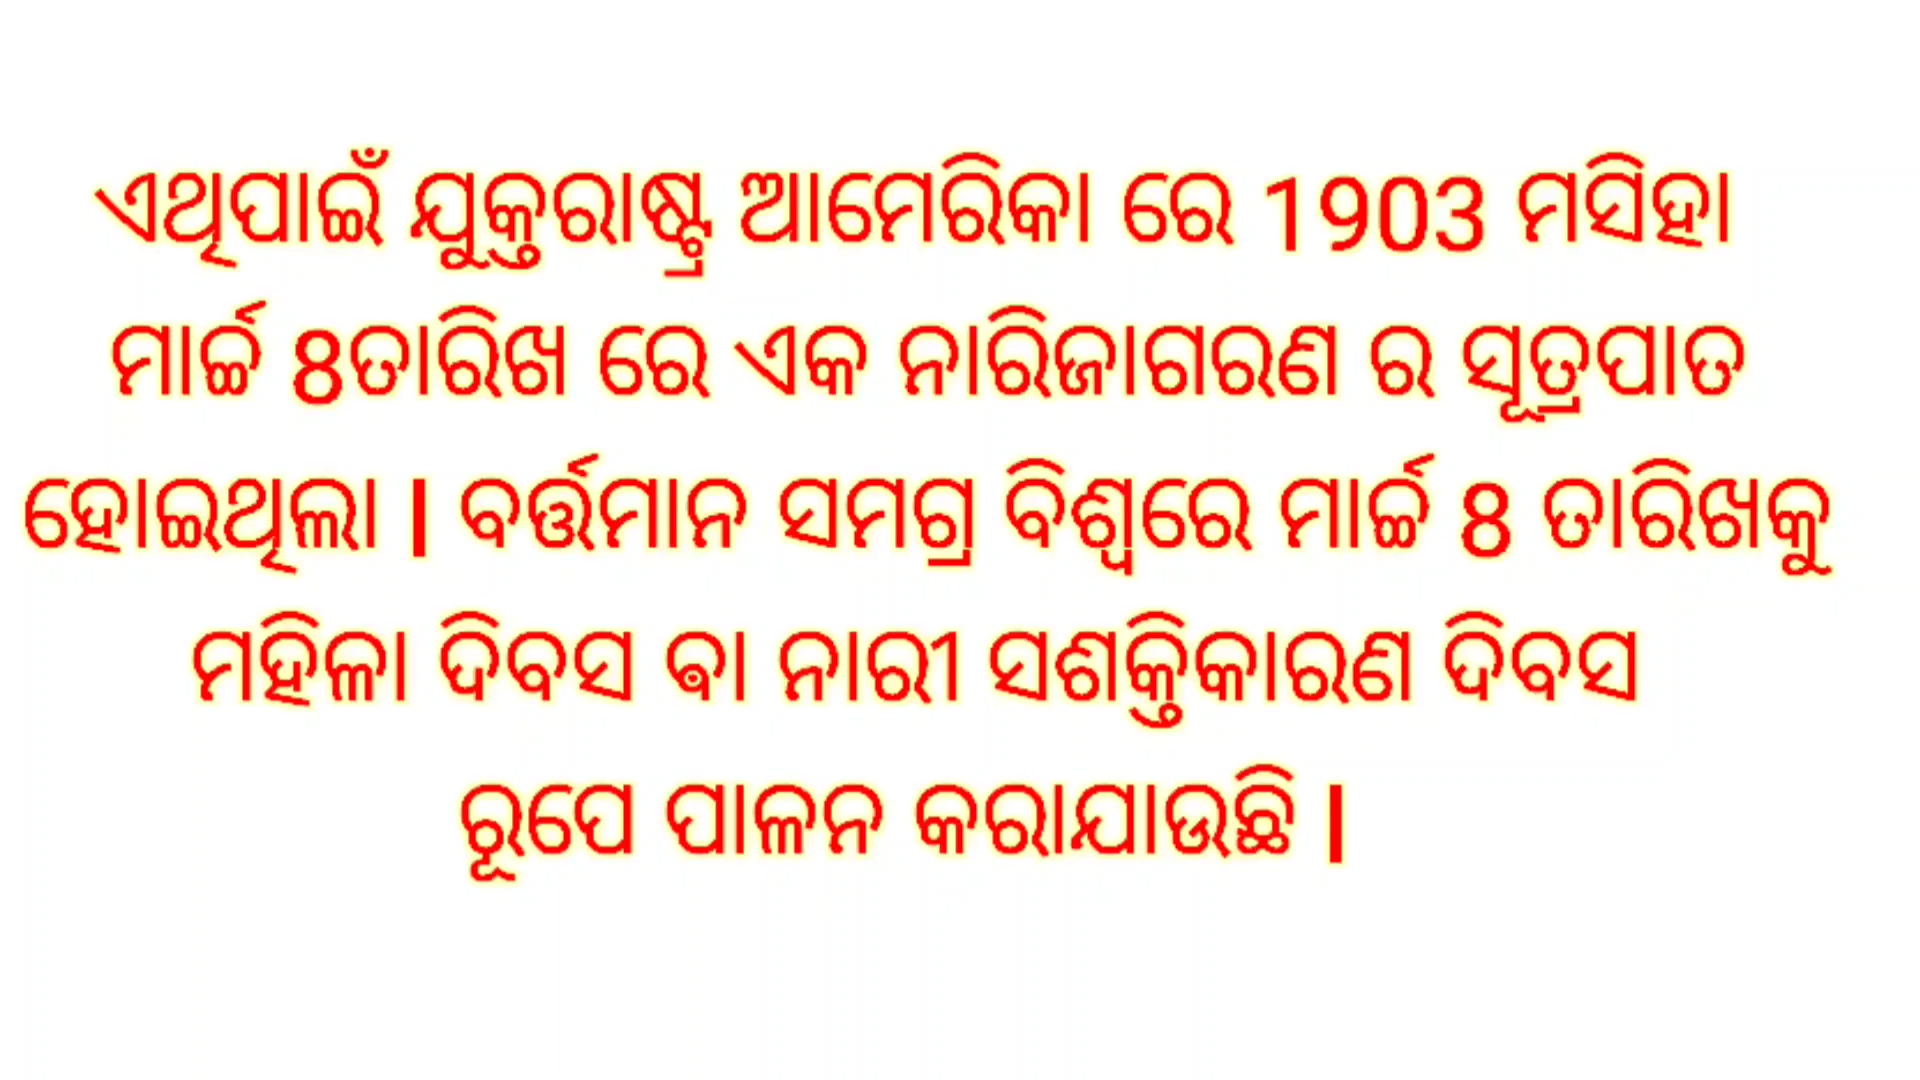 ଏଥିପାଇଁ ଯୁକ୍ତରାଷ୍ଟ୍ର ଆମେରିକା ରେ 1903 ମସିହା
ମାର୍ଚ୍ଚ 8ତାରିଖ ରେ ଏକ ନାରିଜାଗରଣ ର ସୂତ୍ରପାତ
ହୋଇଥିଲା | ବର୍ତ୍ତମାନ ସମଗ୍ର ବିଶ୍ୱରେ ମାର୍ଚ୍ଚ 8 ତାରିଖକୁ
ମହିଳା ଦିବସ ଵା ନାରୀ ସଶକ୍ତିକାରଣ ଦିବସ
ରୂପେ ପାଳନ କରାଯାଉଛି |